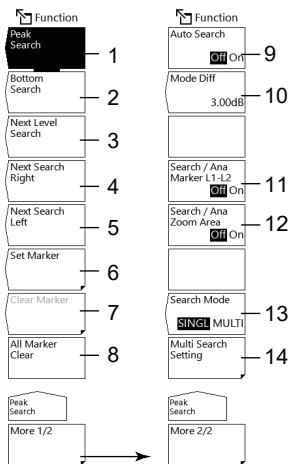 Function
Peak
Search
1
Bottom
Search
2
Next Level
Search
3
Next Search
Right
4
Next Search
Left
5
Set Marker
6
Clear Marker
7
All Marker
Clear
8
Peak
Search
More 1/2
Function
Auto Search
Off On
9
Mode Diff
3.00dB
10
Search / Ana
Marker L1-L2
Off On
11
Search / Ana
Zoom Area
Off On
12
Search Mode
SINGL MULTI
13
Multi Search
Setting
14
Peak
Search
More 2/2